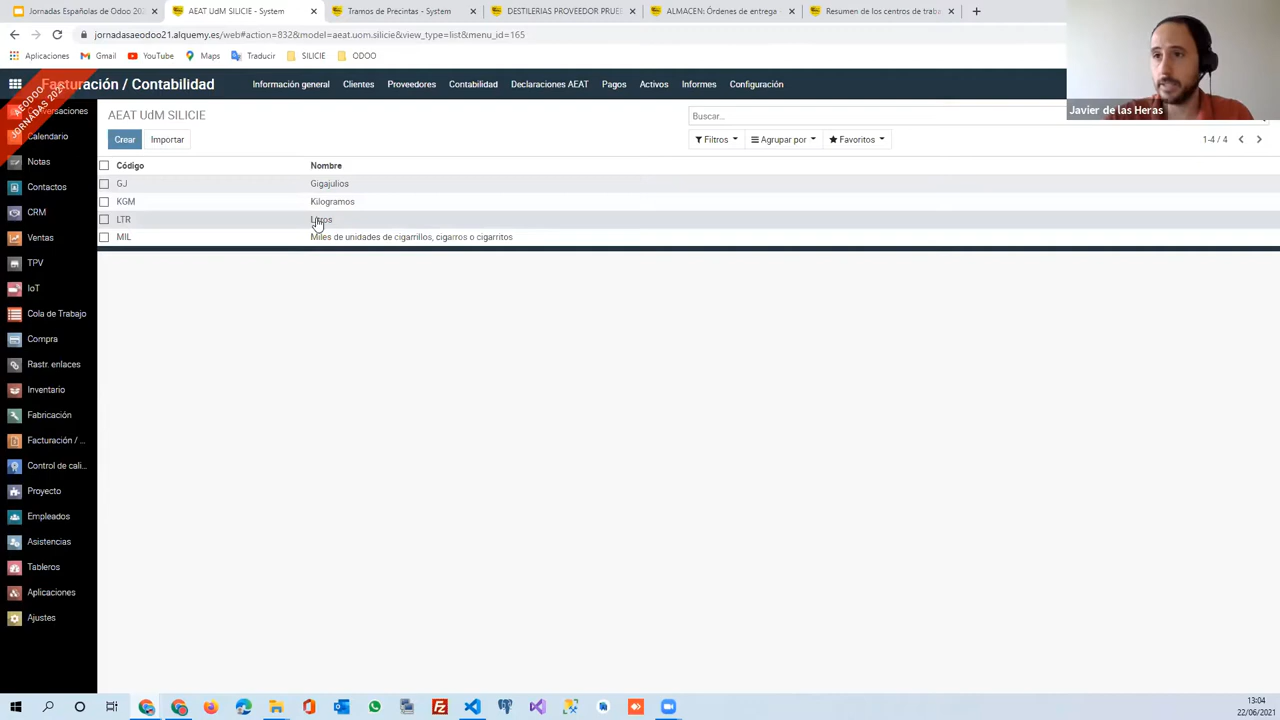 Jornadas Españolas de Odoo 202
AEAT UdM SILICIE - System
Tramos de Precintas - System
DESTILERIAS PROVEEDOR PRUEB
ALMACEN: Órdenes de entrega
Resumen de los centros de traba
jornadasaeodoo21.alquemy.es/web#action=832&model=aeat.uom.silicie&view_type=list&menu_id=165
Aplicaciones
Gmail
YouTube
Maps
Traducir
SILICIE
ODOO
Facturación / Contabilidad
Información general
Clientes
Proveedores
Contabilidad
Declaraciones AEAT
Pagos
Activos
Informes
Configuración
Javier de las Heras
AEODOO
JORNADAS
AEAT UdM SILICIE
Buscar...
Crear
Importar
Filtros
Agrupar por
Favoritos
1-4 / 4
Código
Nombre
GJ
Gigajulios
KGM
Kilogramos
LTR
Litros
MIL
Miles de unidades de cigarrillos, cigarros o cigarritos
Calendario
Notas
Contactos
CRM
Ventas
TPV
IoT
Cola de Trabajo
Compra
Rastr. enlaces
Inventario
Fabricación
Facturación / ...
Control de cali...
Proyecto
Empleados
Asistencias
Tableros
Aplicaciones
Ajustes
13:04
22/06/2021